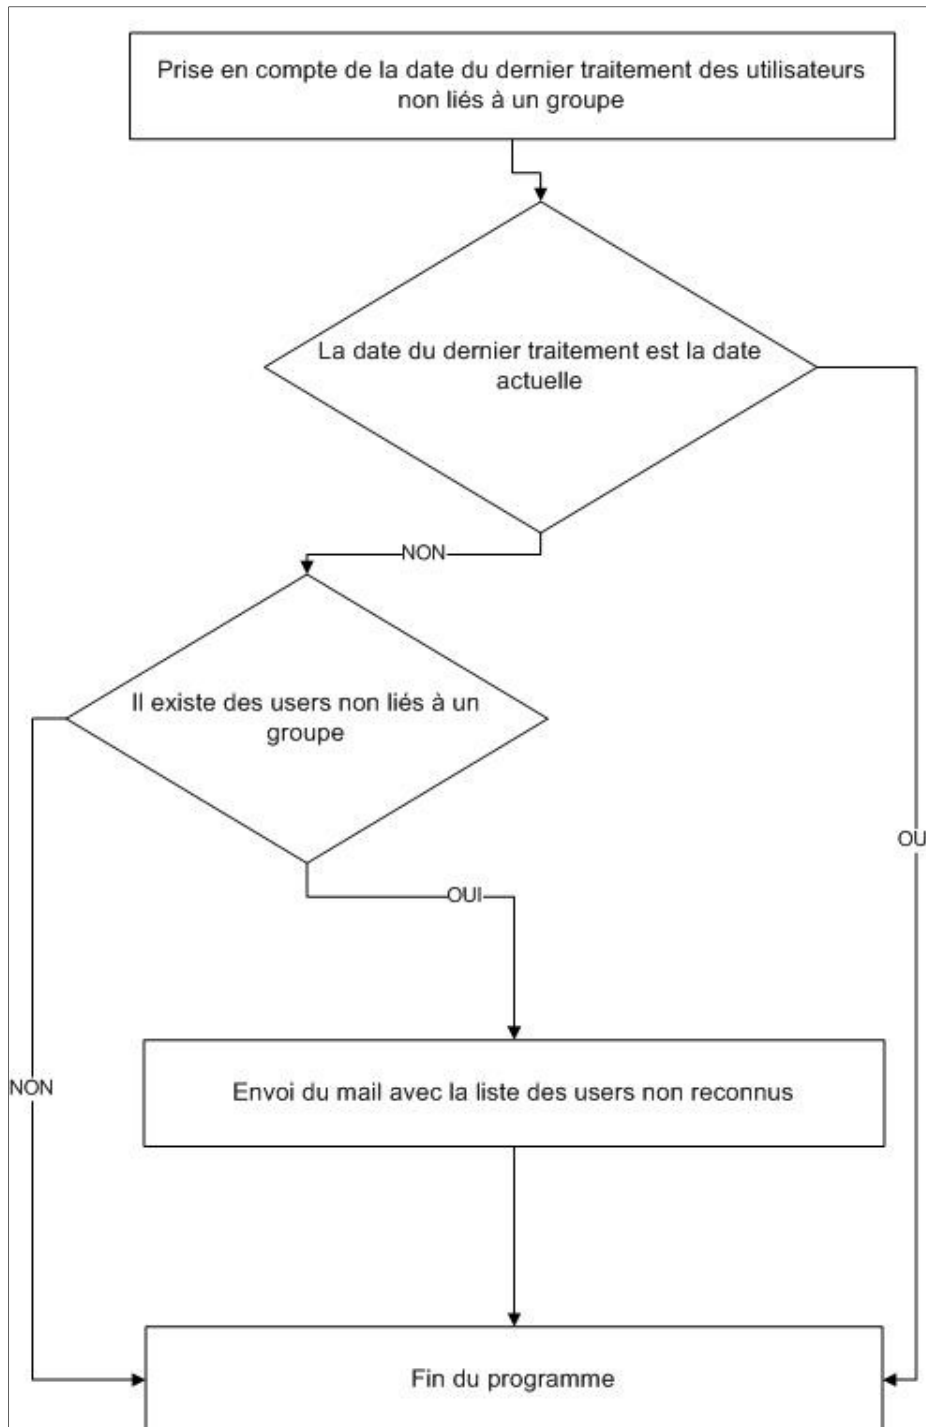 Prise en compte de la date du dernier traitement des utilisateurs
non liés à un groupe
La date du dernier traitement est la date
actuelle
NON
Il existe des users non liés à un
groupe
OU
OUI
NON
Envoi du mail avec la liste des users non reconnus
Fin du programme